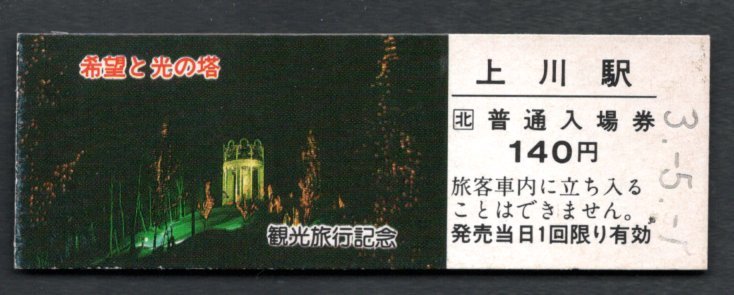 希望と光の塔
観光旅行記念
上川駅
北 普通入場券
140円
旅客車内に立ち入る
ことはできません。
発売当日1回限り有効
3.-5.-1